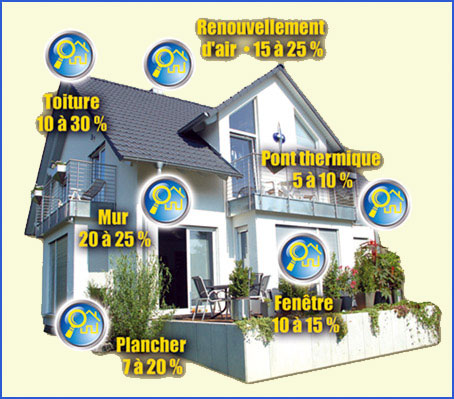 Renouvellement
d'air • 15 à 25 %
Toiture
10 à 30 %
Pont thermique
5 à 10 %
Mur
20 à 25 %
Fenêtre
10 à 15 %
Plancher
7 à 20 %